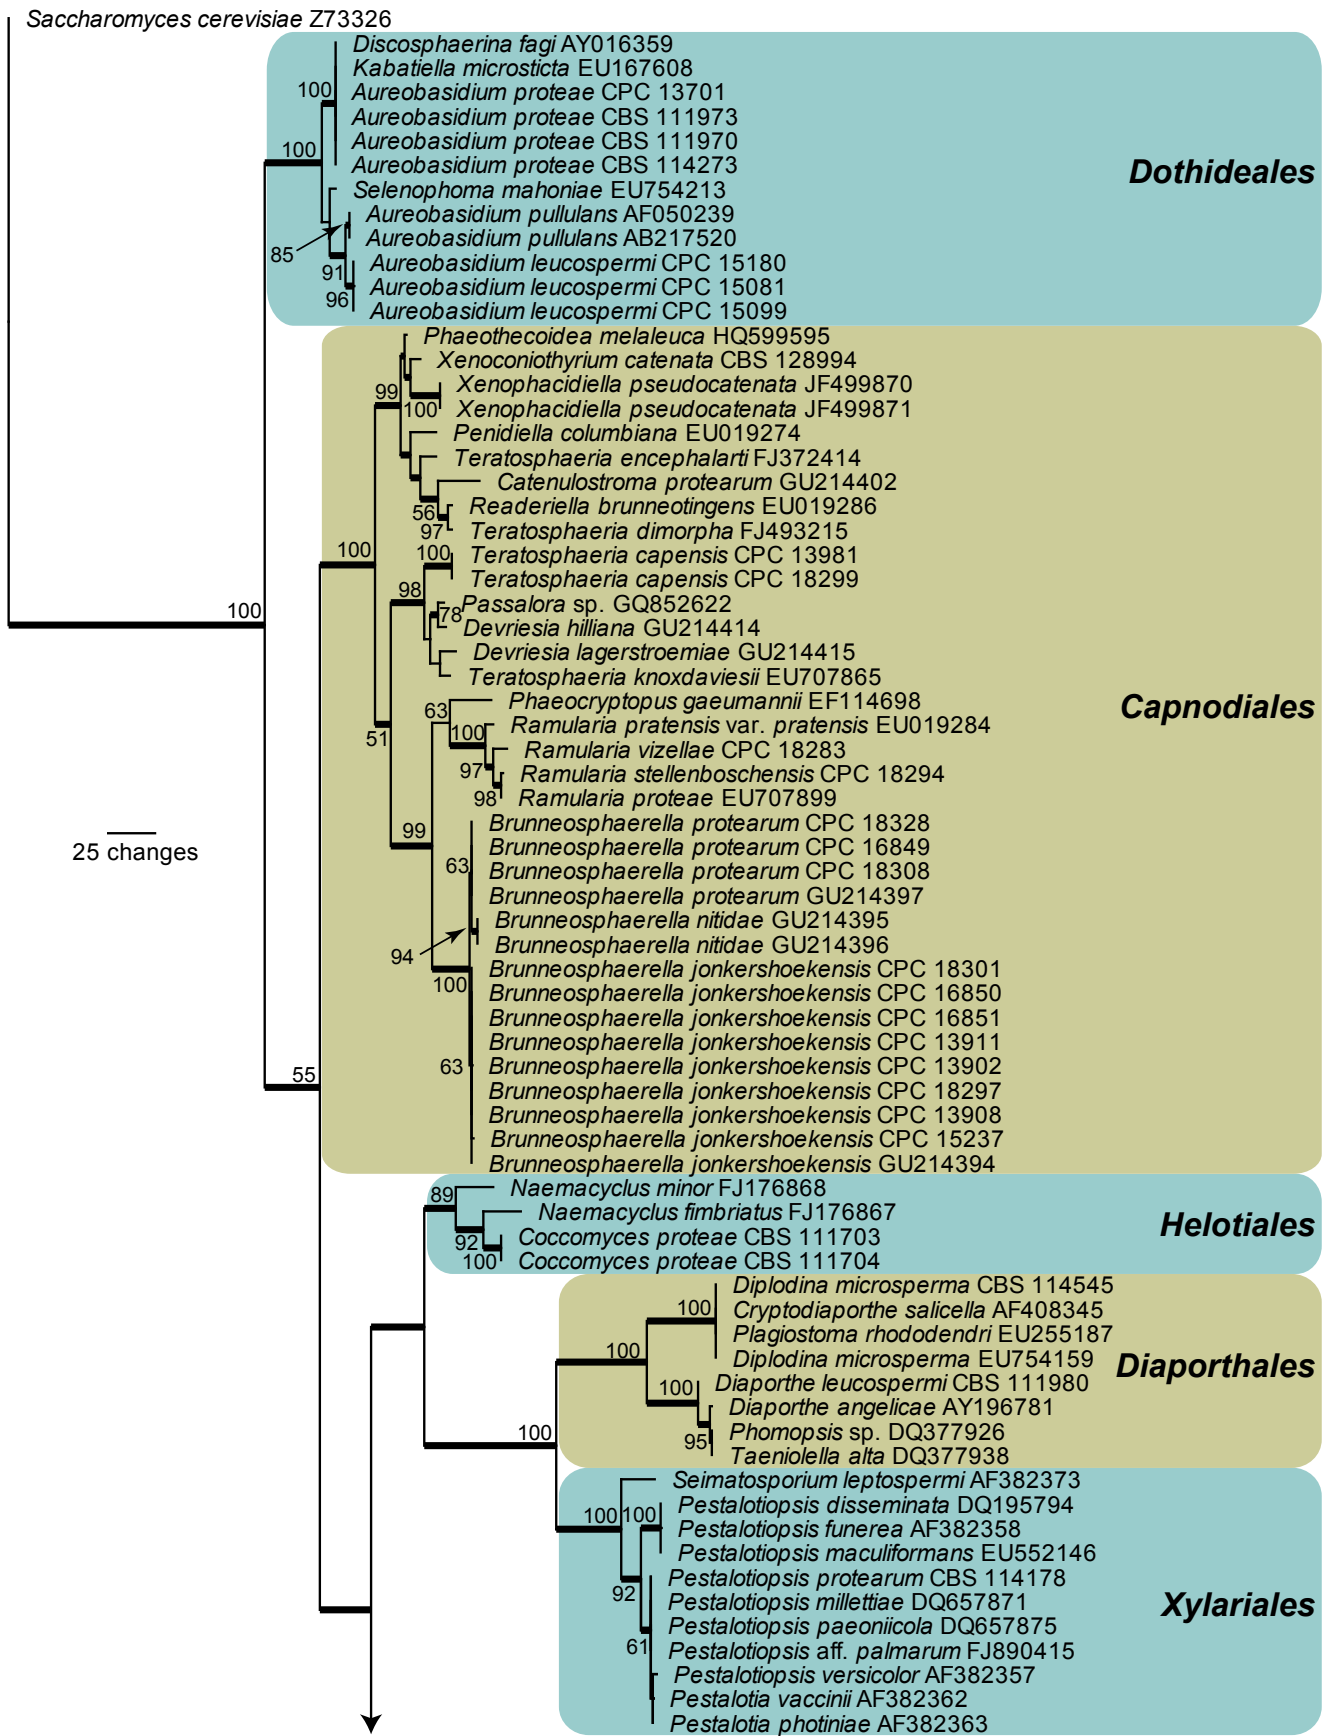 Saccharomyces cerevisiae Z73326
Discosphaerina fagi AY016359
Kabatiella microsticta EU167608
100
Aureobasidium proteae CPC 13701
Aureobasidium proteae CBS 111973
Aureobasidium proteae CBS 111970
100
Aureobasidium proteae CBS 114273
Dothideales
Selenophoma mahoniae EU754213
Aureobasidium pullulans AF050239
Aureobasidium pullulans AB217520
85
Aureobasidium leucospermi CPC 15180
91
Aureobasidium leucospermi CPC 15081
96
Aureobasidium leucospermi CPC 15099
Phaeothecoidea melaleuca HQ599595
Xenoconiothyrium catenata CBS 128994
Xenophacidiella pseudocatenata JF499870
99
100
Xenophacidiella pseudocatenata JF499871
Penidiella columbiana EU019274
Teratosphaeria encephalarti FJ372414
Catenulostroma protearum GU214402
Readeriella brunneotingens EU019286
56
97
Teratosphaeria dimorpha FJ493215
100
100
Teratosphaeria capensis CPC 13981
Teratosphaeria capensis CPC 18299
98
Passalora sp. GQ852622
78
100
Devriesia hilliana GU214414
Devriesia lagerstroemiae GU214415
Teratosphaeria knoxdaviesii EU707865
Phaeocryptopus gaeumannii EF114698
Capnodiales
63
Ramularia pratensis var. pratensis EU019284
51
100
Ramularia vizellae CPC 18283
97
Ramularia stellenboschensis CPC 18294
98
Ramularia proteae EU707899
Brunneosphaerella protearum CPC 18328
99
25 changes
Brunneosphaerella protearum CPC 16849
63
Brunneosphaerella protearum CPC 18308
Brunneosphaerella protearum GU214397
Brunneosphaerella nitidae GU214395
Brunneosphaerella nitidae GU214396
94
Brunneosphaerella jonkershoekensis CPC 18301
100
Brunneosphaerella jonkershoekensis CPC 16850
Brunneosphaerella jonkershoekensis CPC 16851
Brunneosphaerella jonkershoekensis CPC 13911
63
Brunneosphaerella jonkershoekensis CPC 13902
55
Brunneosphaerella jonkershoekensis CPC 18297
Brunneosphaerella jonkershoekensis CPC 13908
Brunneosphaerella jonkershoekensis CPC 15237
Brunneosphaerella jonkershoekensis GU214394
Naemacyclus minor FJ176868
89
Naemacyclus fimbriatus FJ176867
Helotiales
92
Coccomyces proteae CBS 111703
100
Coccomyces proteae CBS 111704
Diplodina microsperma CBS 114545
100
Cryptodiaporthe salicella AF408345
Plagiostoma rhododendri EU255187
100
Diplodina microsperma EU754159
Diaporthales
100
Diaporthe leucospermi CBS 111980
Diaporthe angelicae AY196781
100
Phomopsis sp. DQ377926
95
Taeniolella alta DQ377938
Seimatosporium leptospermi AF382373
Pestalotiopsis disseminata DQ195794
100
100
Pestalotiopsis funerea AF382358
Pestalotiopsis maculiformans EU552146
Pestalotiopsis protearum CBS 114178
92
Pestalotiopsis millettiae DQ657871
Xylariales
Pestalotiopsis paeoniicola DQ657875
61
Pestalotiopsis aff. palmarum FJ890415
Pestalotiopsis versicolor AF382357
Pestalotia vaccinii AF382362
Pestalotia photiniae AF382363